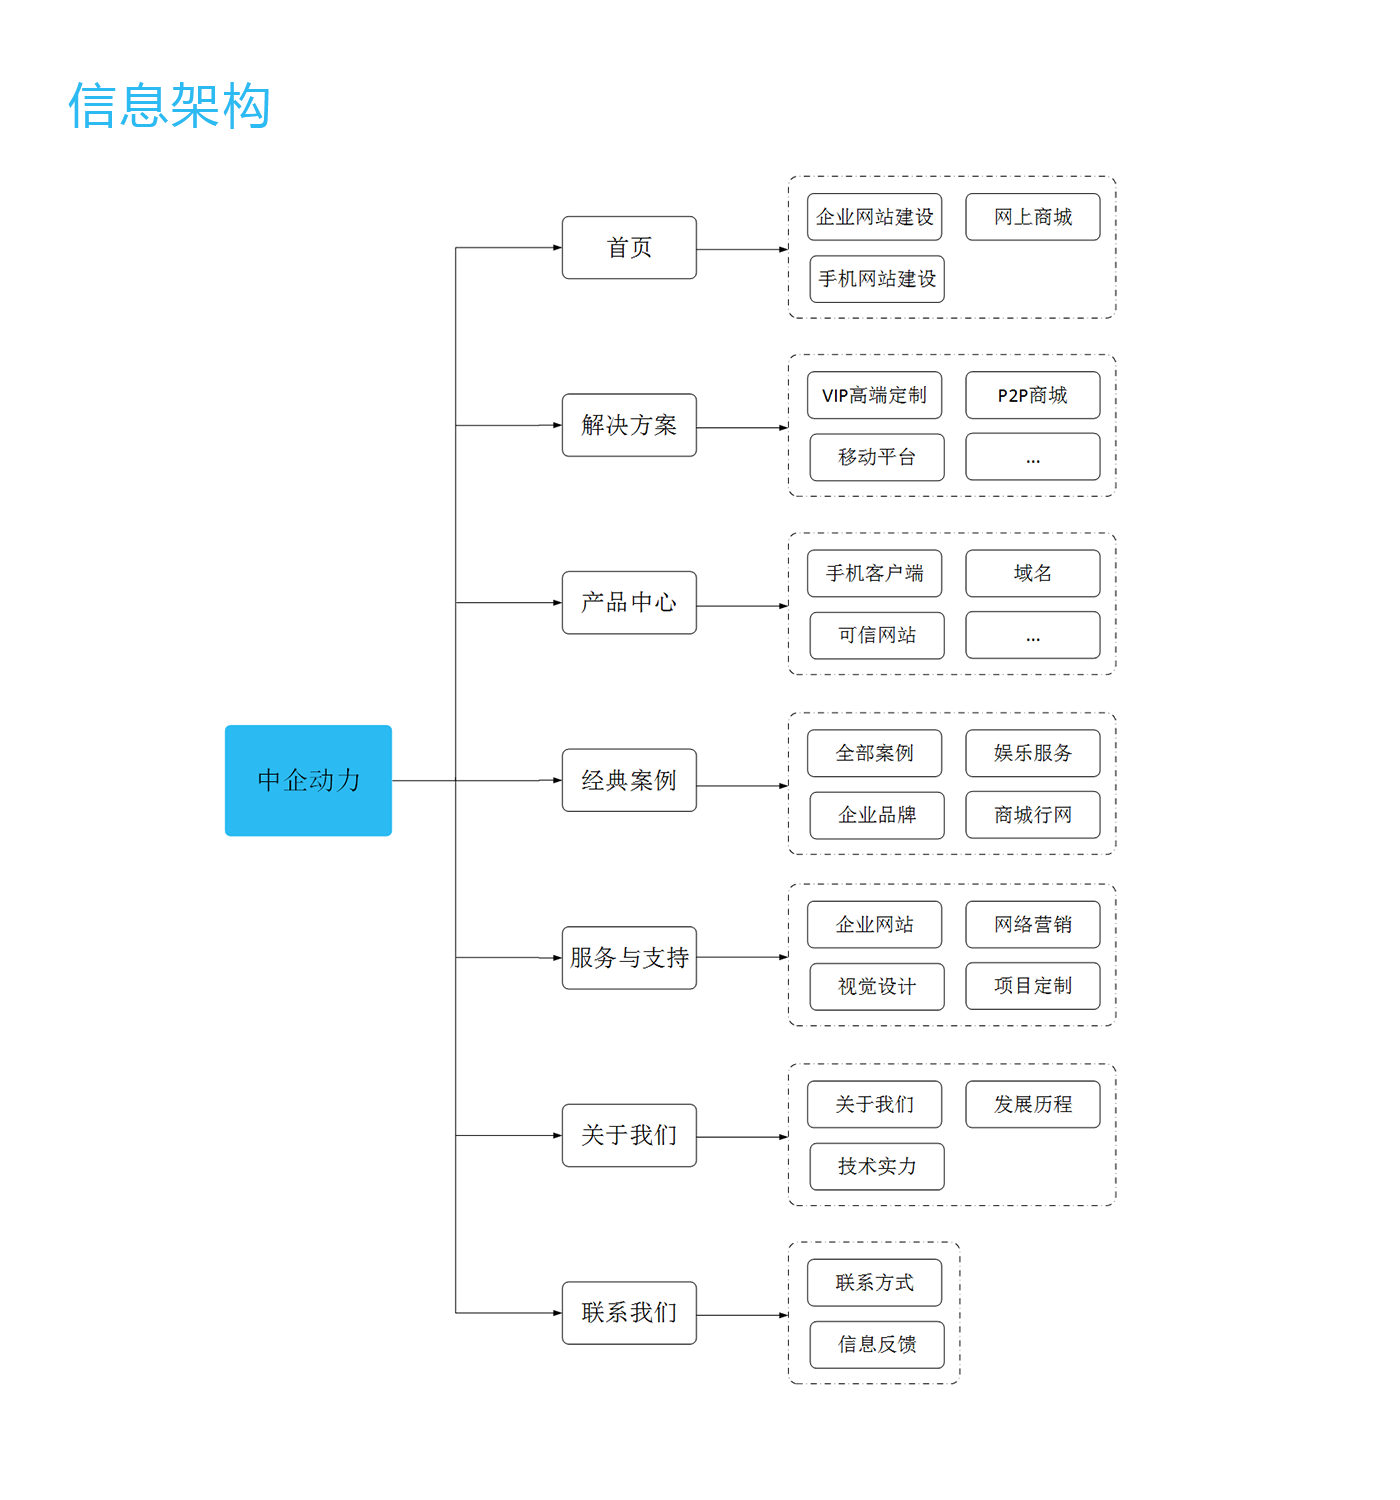 信息架构
首页
企业网站建设
网上商城
手机网站建设
解决方案
VIP高端定制
P2P商城
移动平台
...
产品中心
手机客户端
域名
可信网站
...
中企动力
经典案例
全部案例
娱乐服务
企业品牌
商城行网
服务与支持
企业网站
网络营销
视觉设计
项目定制
关于我们
关于我们
发展历程
技术实力
联系我们
联系方式
信息反馈